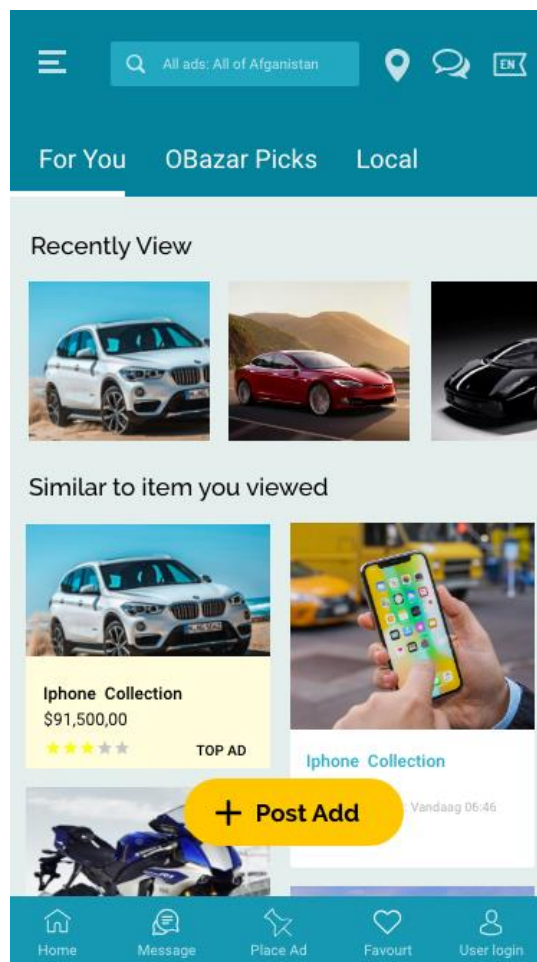 All ads: All of Afganistan
EN
For You OBazar Picks Local
Recently View
Similar to item you viewed
Iphone Collection
$91,500,00
TOP AD
Iphone Collection
Vandaag 06:46
+ Post Add
Home Message Place Ad Favourt User login